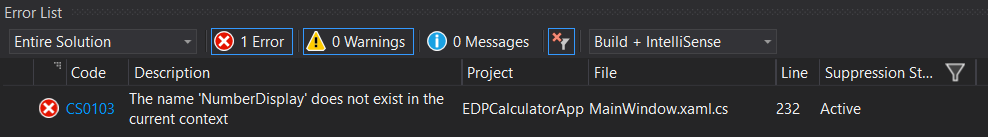 Error List
Entire Solution 1 Error 0 Warnings 0 Messages Build + IntelliSense
Code Description Project File Line Suppression St...
CS0103 The name 'NumberDisplay' does not exist in the
current context EDPCalculatorApp MainWindow.xaml.cs 232 Active